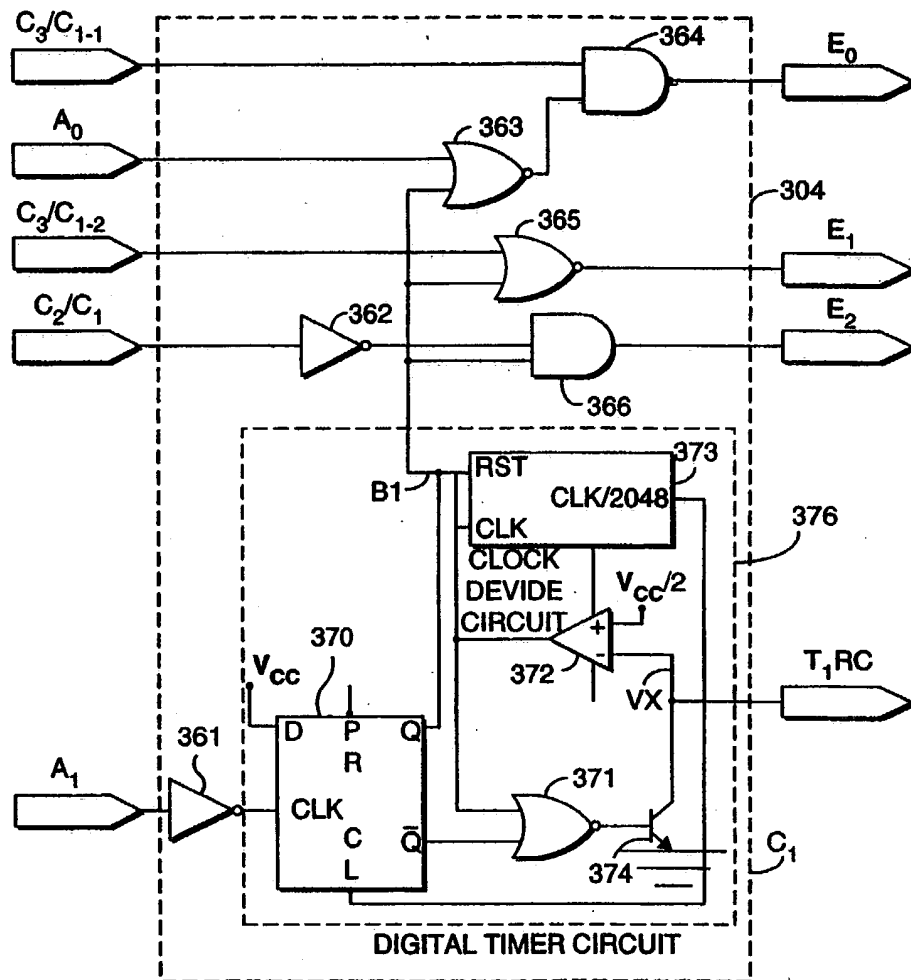 C3/C1-1
364
E0
A0
363
304
C3/C1-2
365
E1
C2/C1
362
E2
366
373
RST
B1
CLK/2048
376
CLK
CLOCK
DEVIDE
CIRCUIT
VCC/2
+
-
372
370
VCC
VX
T1RC
D
P
R
Q
361
A1
CLK
371
C
L
Q̅
374
C1
DIGITAL TIMER CIRCUIT